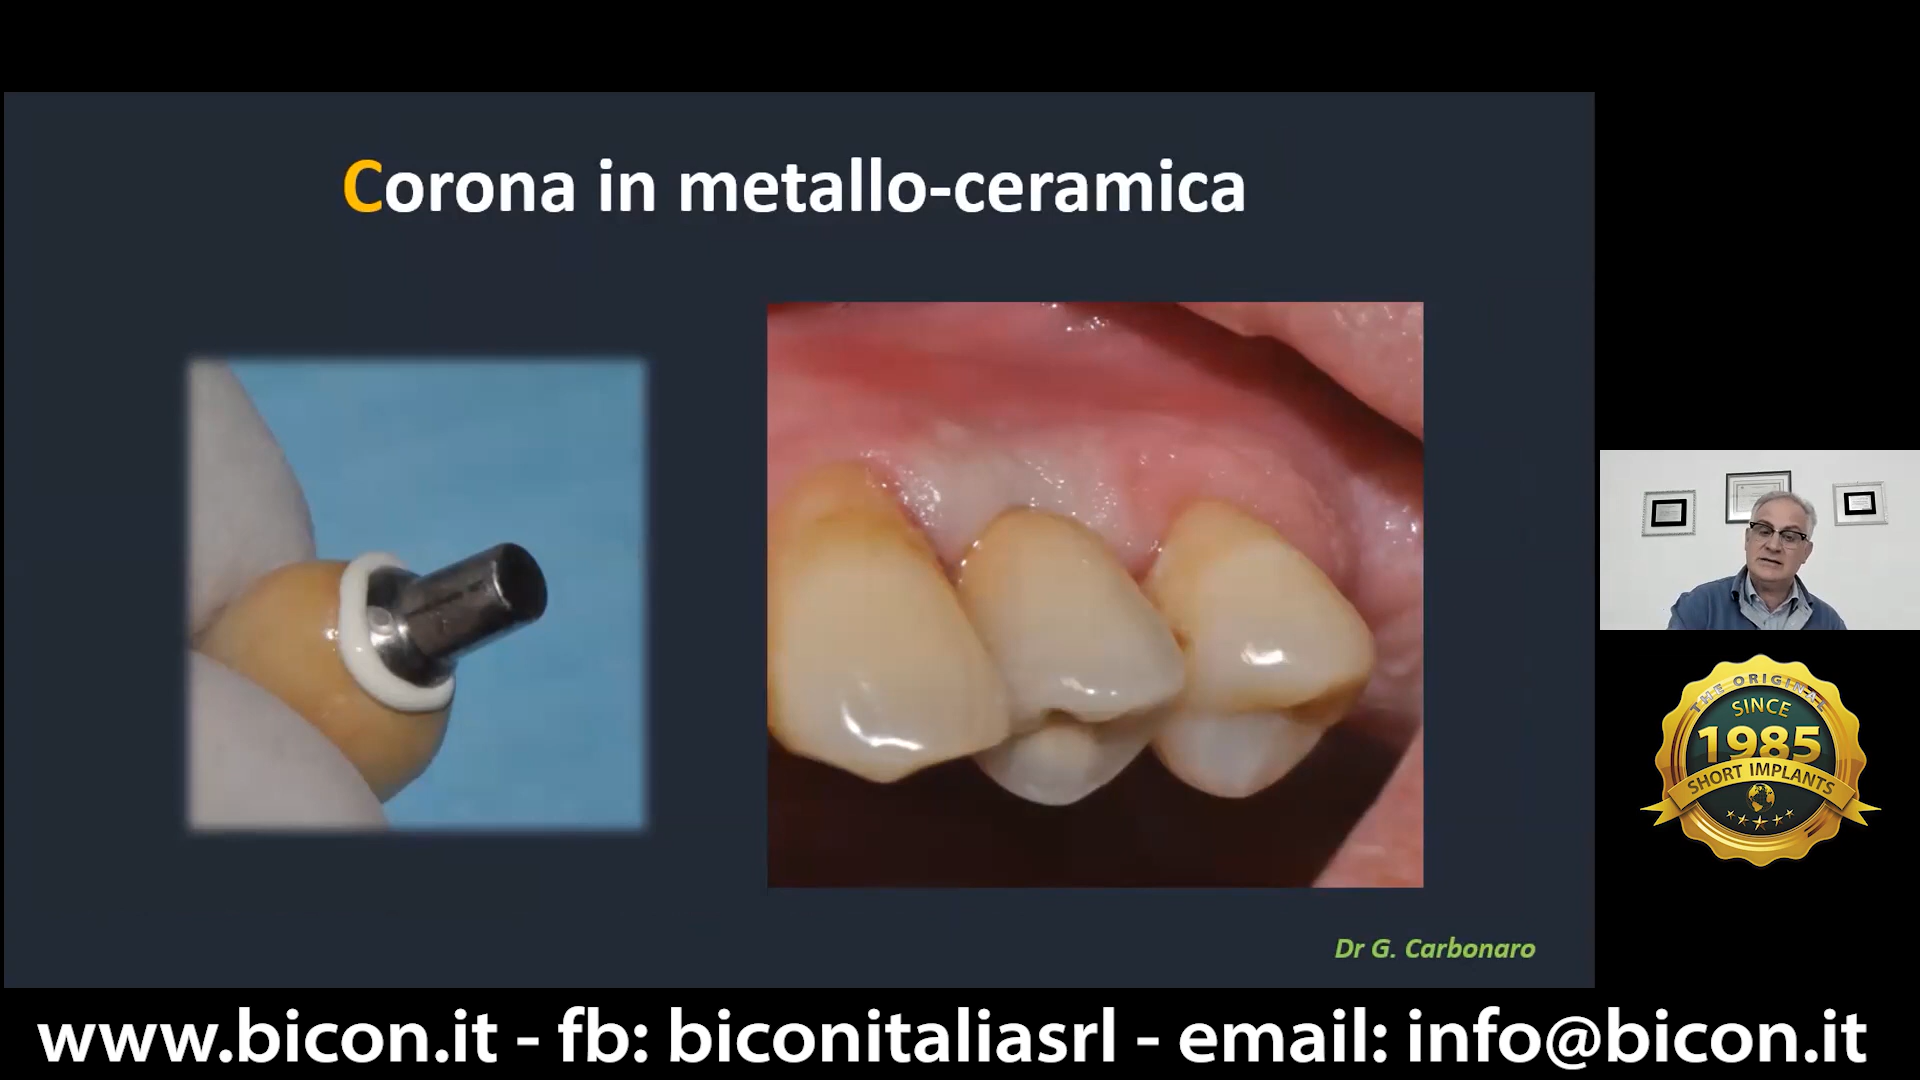 Corona in metallo-ceramica
Dr G. Carbonaro
THE ORIGINAL
SINCE
1985
SHORT IMPLANTS
www.bicon.it - fb: biconitaliasrl - email: info@bicon.it